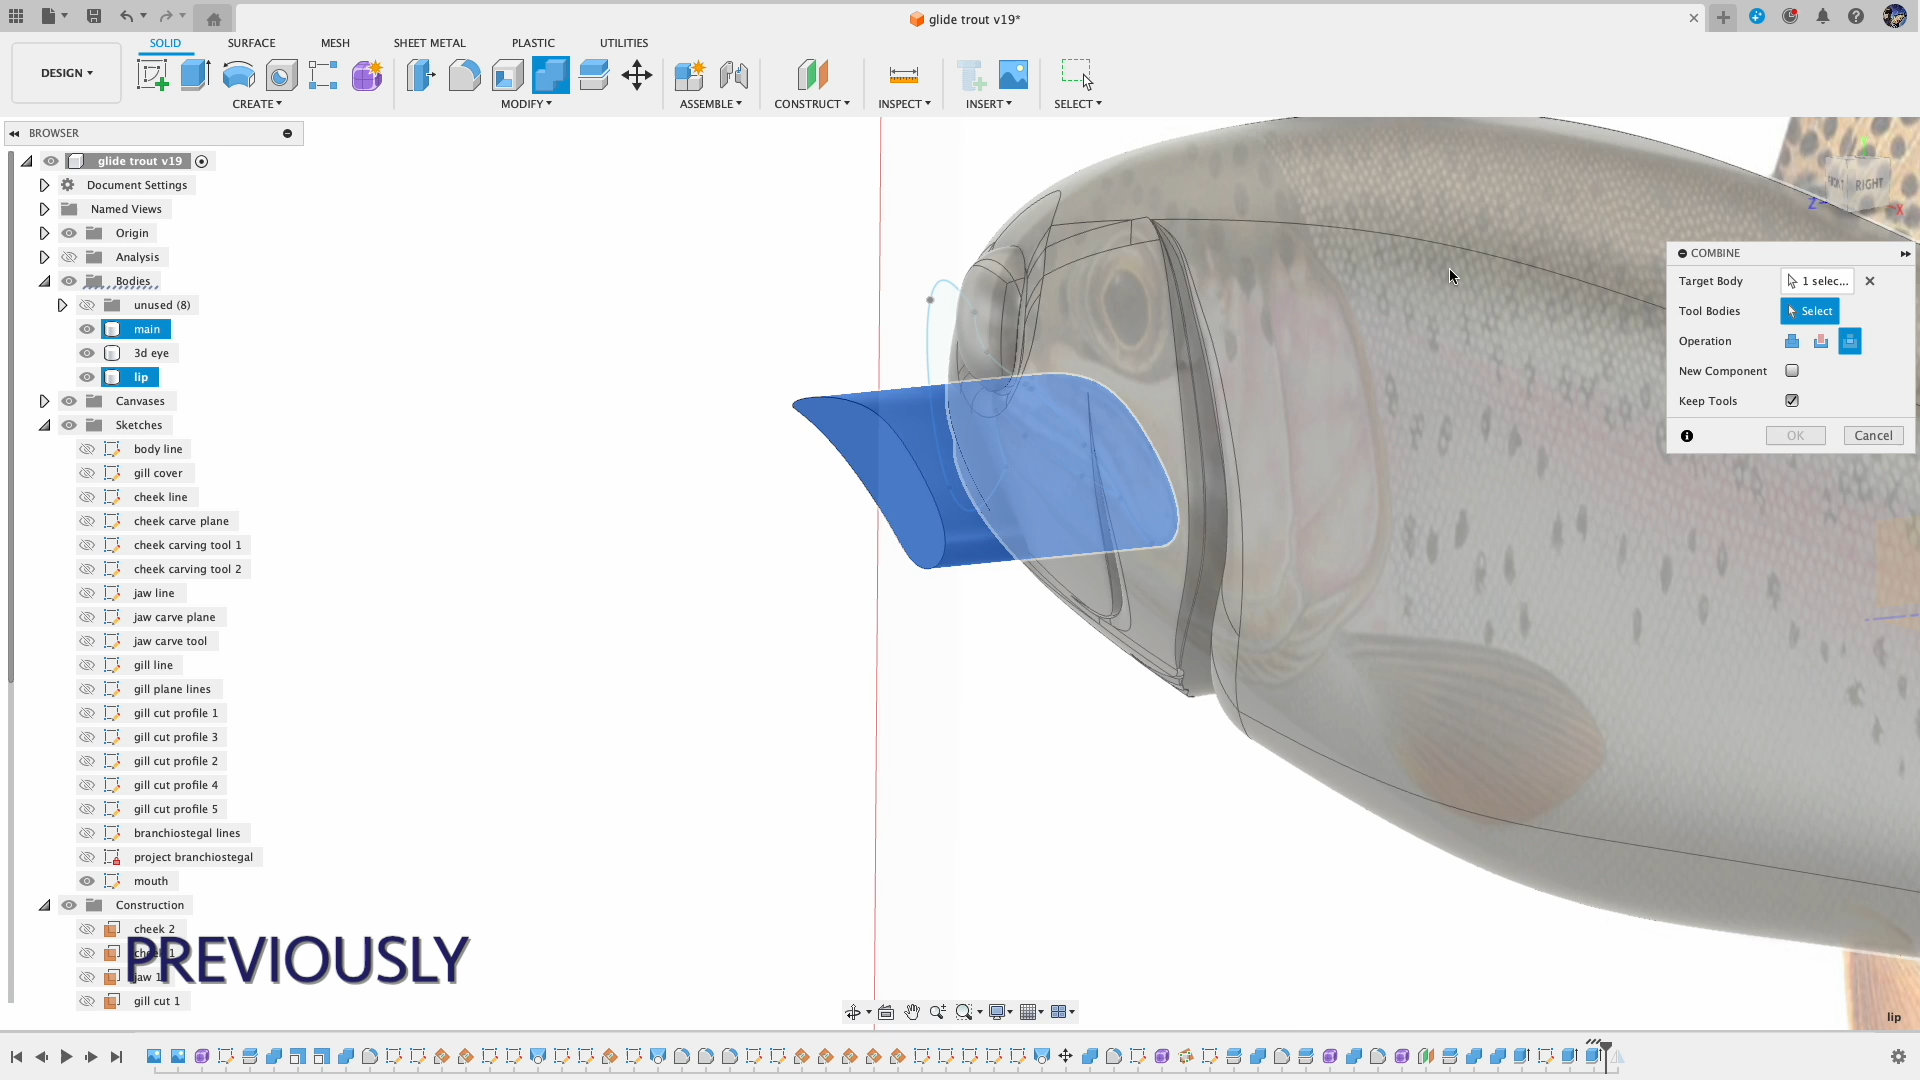 glide trout v19*
DESIGN
SOLID
SURFACE
MESH
SHEET METAL
PLASTIC
UTILITIES
CREATE
MODIFY
ASSEMBLE
CONSTRUCT
INSPECT
INSERT
SELECT
BROWSER
glide trout v19
Document Settings
Named Views
Origin
Analysis
Bodies
unused (8)
main
3d eye
lip
Canvases
Sketches
body line
gill cover
cheek line
cheek carve plane
cheek carving tool 1
cheek carving tool 2
jaw line
jaw carve plane
jaw carve tool
gill line
gill plane lines
gill cut profile 1
gill cut profile 3
gill cut profile 2
gill cut profile 4
gill cut profile 5
branchiostegal lines
project branchiostegal
mouth
Construction
cheek 2
cheek 1
jaw 1
gill cut 1
PREVIOUSLY
FRONT
RIGHT
Z
X
COMBINE
Target Body
1 selec...
Tool Bodies
Select
Operation
New Component
Keep Tools
OK
Cancel
lip